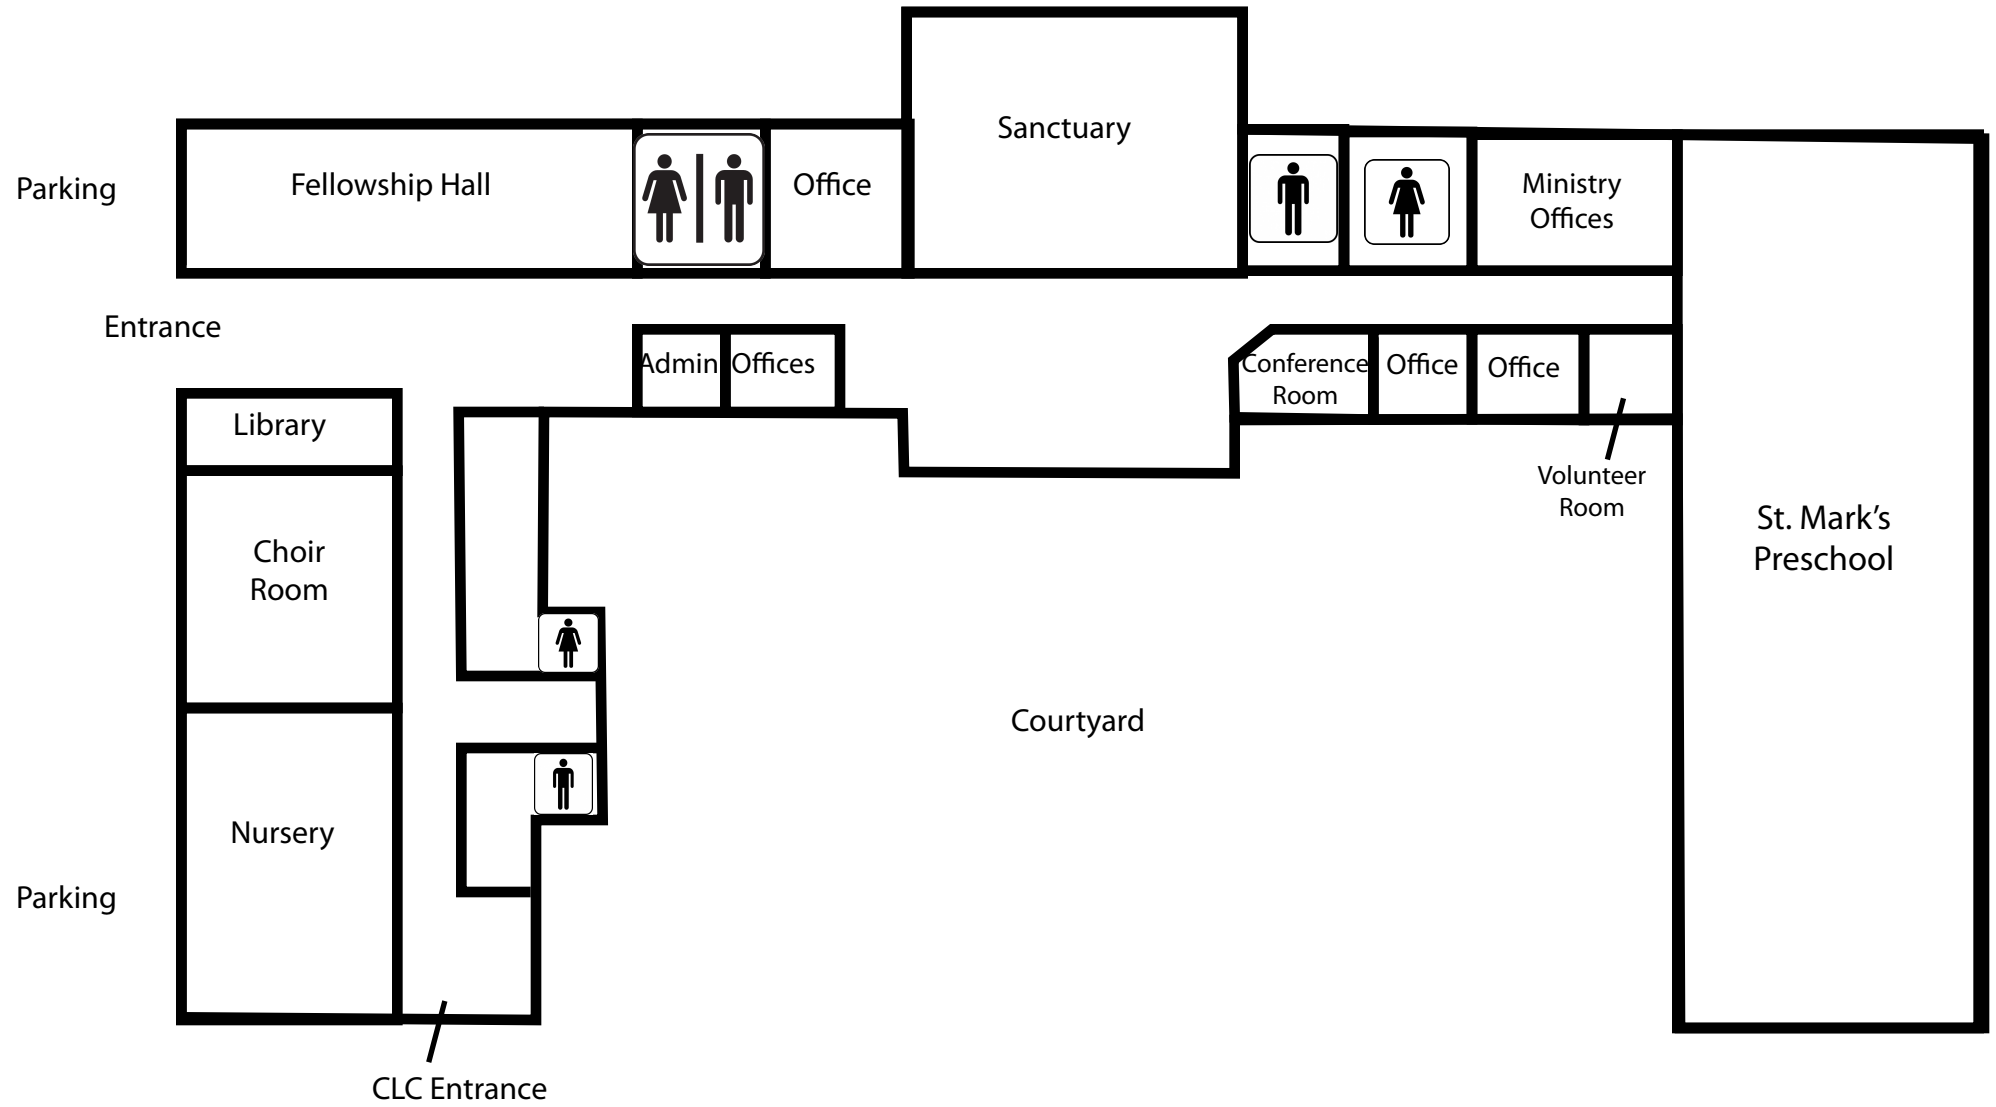 Sanctuary
Parking
Fellowship Hall
Office
Ministry
Offices
Entrance
Admin
Offices
Conference
Room
Office
Office
Library
Volunteer
Room
Choir
Room
St. Mark’s
Preschool
Courtyard
Nursery
Parking
CLC Entrance